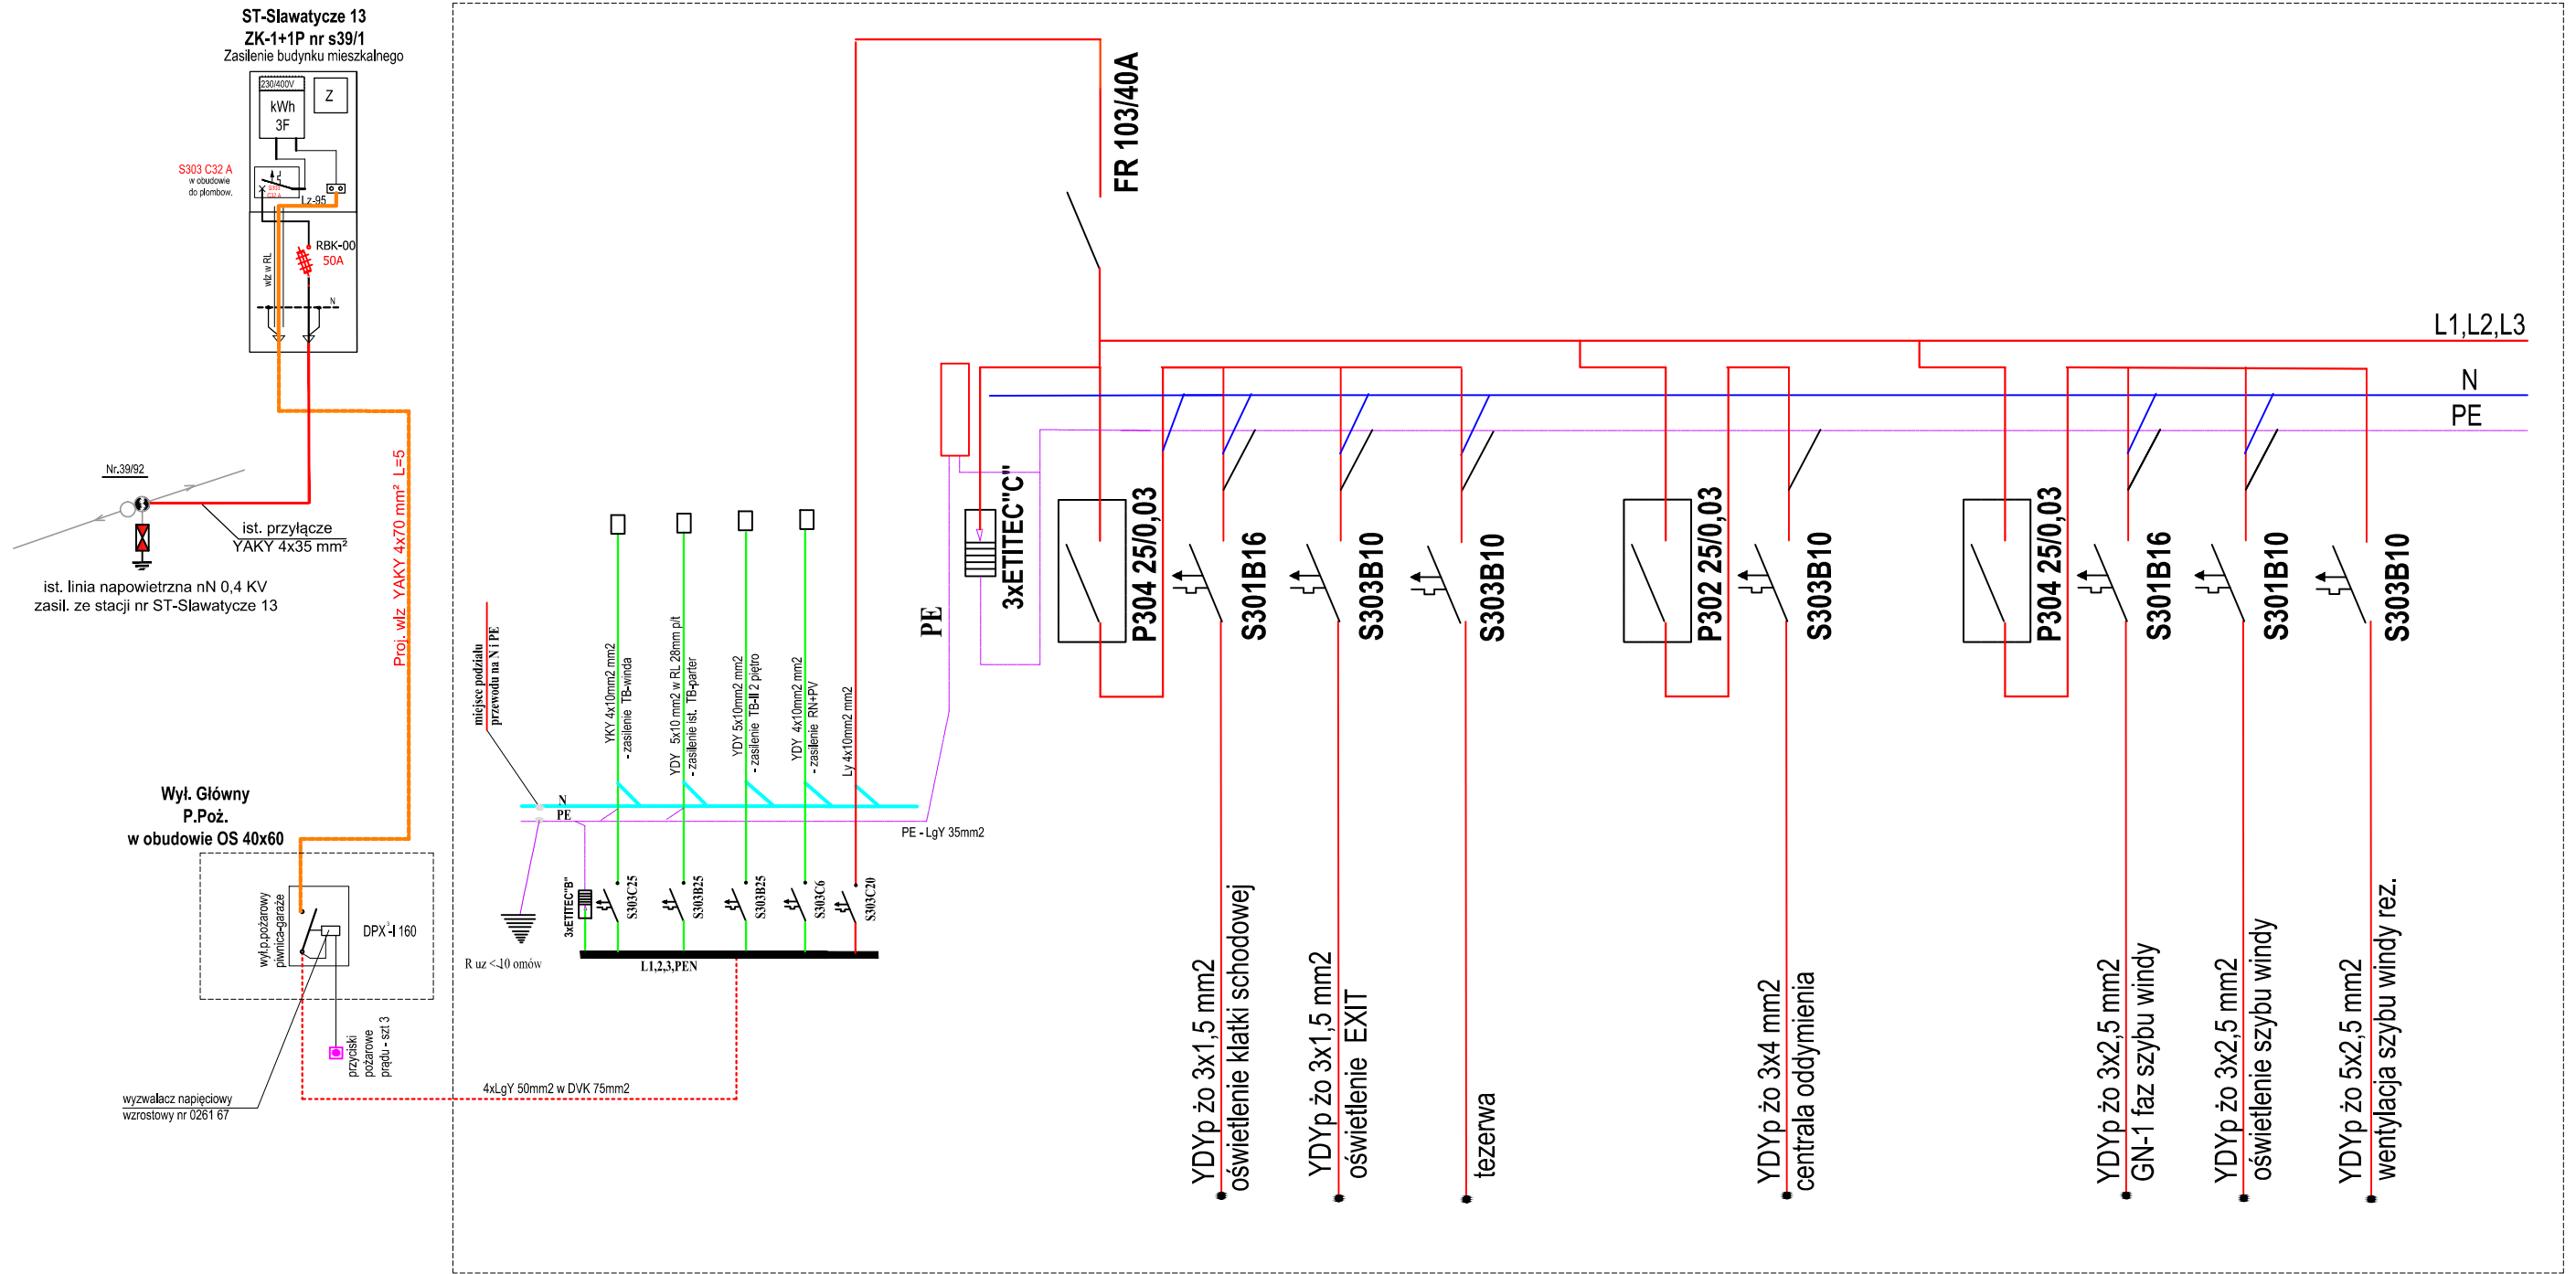 ST-Slawatycze 13
ZK-1+1P nr s39/1
Zasilenie budynku mieszkalnego
230/400V
kWh
3F
Z
S303 C32 A
w obudowie
do plombow.
S303
C32 A
Lz-95
RBK-00
50A
wlz w RL
N
Nr.39/92
ist. przyłącze
YAKY 4x35 mm²
ist. linia napowietrzna nN 0,4 KV
zasil. ze stacji nr ST-Slawatycze 13
Proj. wlz YAKY 4x70 mm² L=5
Wył. Główny
P.Poż.
w obudowie OS 40x60
wył.p.pożarowy
piwnica-garaże
DPX³-I 160
przyciski
pożarowe
prądu - szt 3
wyzwalacz napięciowy
wzrostowy nr 0261 67
4xLgY 50mm2 w DVK 75mm2
miejsce podziału
przewodu na N i PE
N
PE
R uz <10 omów
3xETITEC"B"
S303C25
S303B25
S303B25
S303C6
S303C20
L1,2,3,PEN
YKY 4x10mm2 mm2
- zasilenie TB-winda
YDY 5x10 mm2 w RL 28mm p/t
- zasilenie ist. TB-parter
YDY 5x10mm2 mm2
- zasilenie TB-II 2 piętro
YDY 4x10mm2 mm2
- zasilenie RN+PV
Ly 4x10mm2 mm2
PE - LgY 35mm2
PE
3xETITEC"C"
FR 103/40A
L1,L2,L3
N
PE
P304 25/0,03
S301B16
S303B10
S303B10
P302 25/0,03
S303B10
P304 25/0,03
S301B16
S301B10
S303B10
YDYp żo 3x1,5 mm2
oświetlenie klatki schodowej
YDYp żo 3x1,5 mm2
oświetlenie EXIT
tezerwa
YDYp żo 3x4 mm2
centrala oddymienia
YDYp żo 3x2,5 mm2
GN-1 faz szybu windy
YDYp żo 3x2,5 mm2
oświetlenie szybu windy
YDYp żo 5x2,5 mm2
wentylacja szybu windy rez.